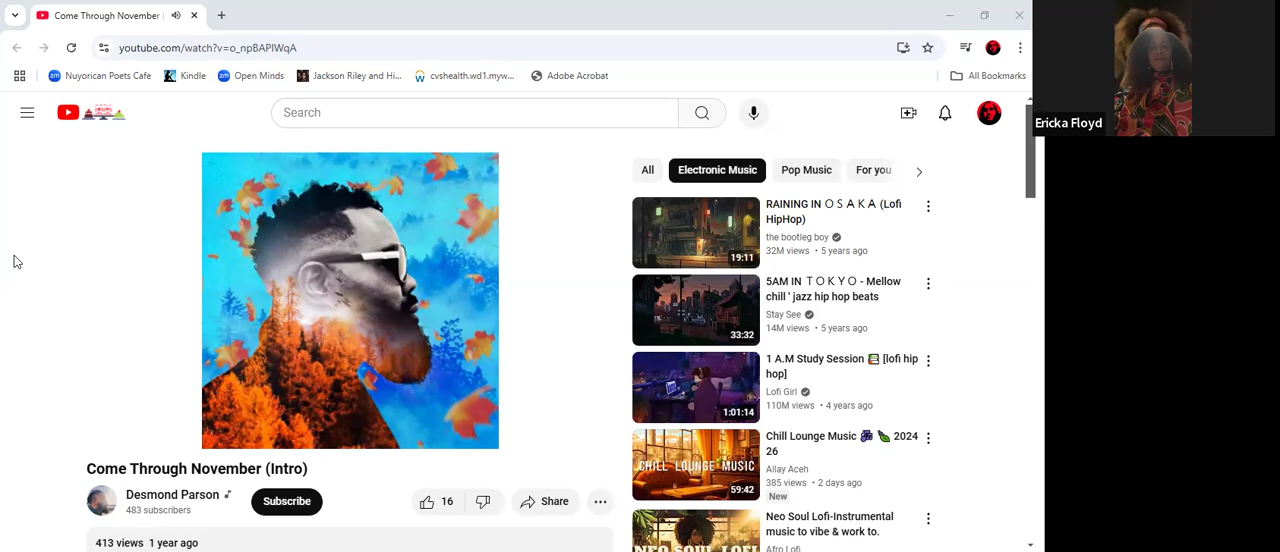 Come Through November (
youtube.com/watch?v=o_npBAPlWqA
Nuyorican Poets Cafe
Kindle
Open Minds
Jackson Riley and Hi...
cvshealth.wd1.myw...
Adobe Acrobat
All Bookmarks
Ericka Floyd
Search
All
Electronic Music
Pop Music
For you
RAINING IN O S A K A (Lofi
HipHop)
the bootleg boy
32M views • 5 years ago
19:11
5AM IN T O K Y O - Mellow
chill ' jazz hip hop beats
Stay See
14M views • 5 years ago
33:32
1 A.M Study Session 📚 [lofi hip
hop]
Lofi Girl
110M views • 4 years ago
1:01:14
Chill Lounge Music 🎆 🍃 2024
26
Allay Aceh
385 views • 2 days ago
New
CHILL LOUNGE MUSIC
59:42
Neo Soul Lofi-Instrumental
music to vibe & work to.
Afro Lofi
NEO SOUL LOFI
Come Through November (Intro)
Desmond Parson
483 subscribers
Subscribe
16
Share
413 views 1 year ago